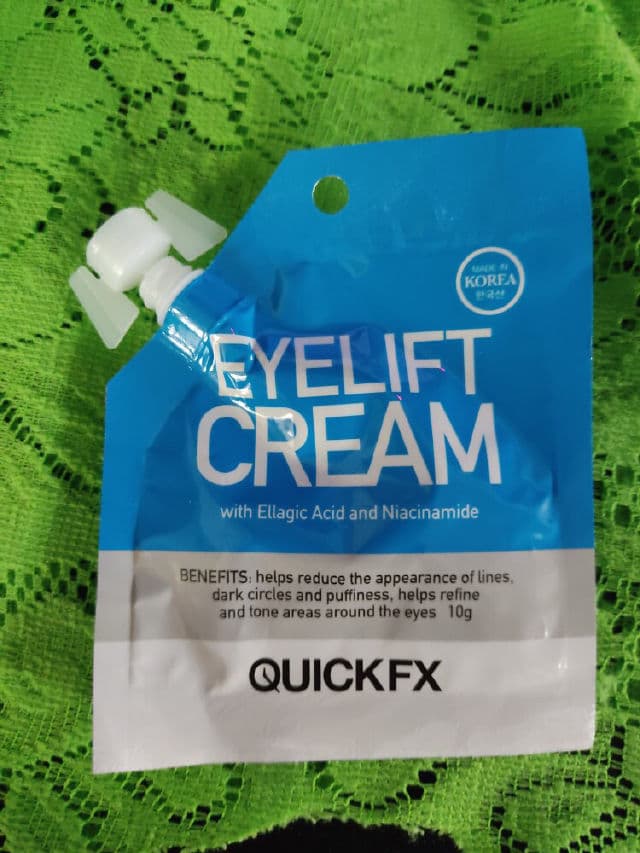 MADE IN
KOREA
한국산
EYELIFT
CREAM
with Ellagic Acid and Niacinamide
BENEFITS: helps reduce the appearance of lines,
dark circles and puffiness, helps refine
and tone areas around the eyes 10g
QUICKFX